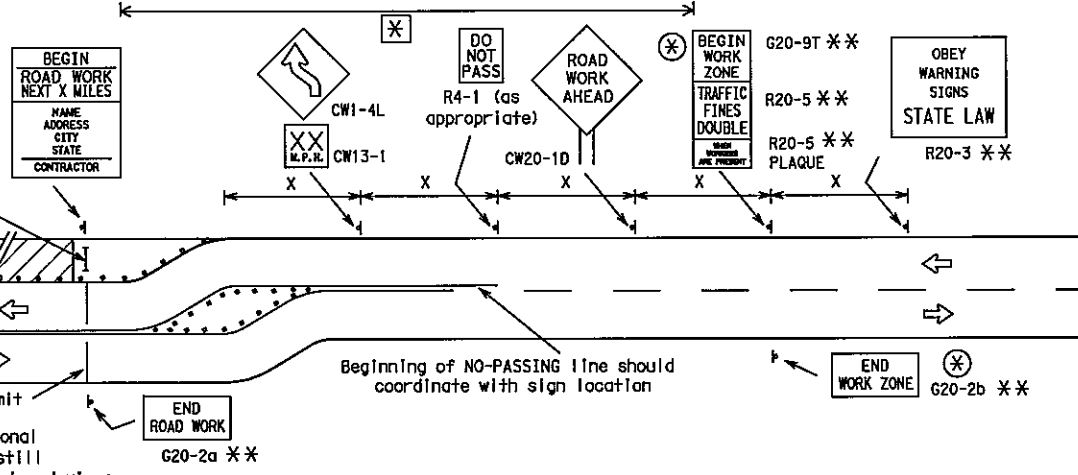 BEGIN
ROAD WORK
NEXT X MILES
NAME
ADDRESS
CITY
STATE
CONTRACTOR
CW1-4L
XX
M.P.H.
CW13-1
DO
NOT
PASS
R4-1 (as
appropriate)
ROAD
WORK
AHEAD
CW20-1D
BEGIN
WORK
ZONE
TRAFFIC
FINES
DOUBLE
WHEN
WORKERS
ARE PRESENT
G20-9T **
R20-5 **
R20-5 **
PLAQUE
OBEY
WARNING
SIGNS
STATE LAW
R20-3 **
X
X
X
X
X
Beginning of NO-PASSING line should
coordinate with sign location
END
WORK ZONE
G20-2b **
END
ROAD WORK
G20-2a **
mit
onal
still